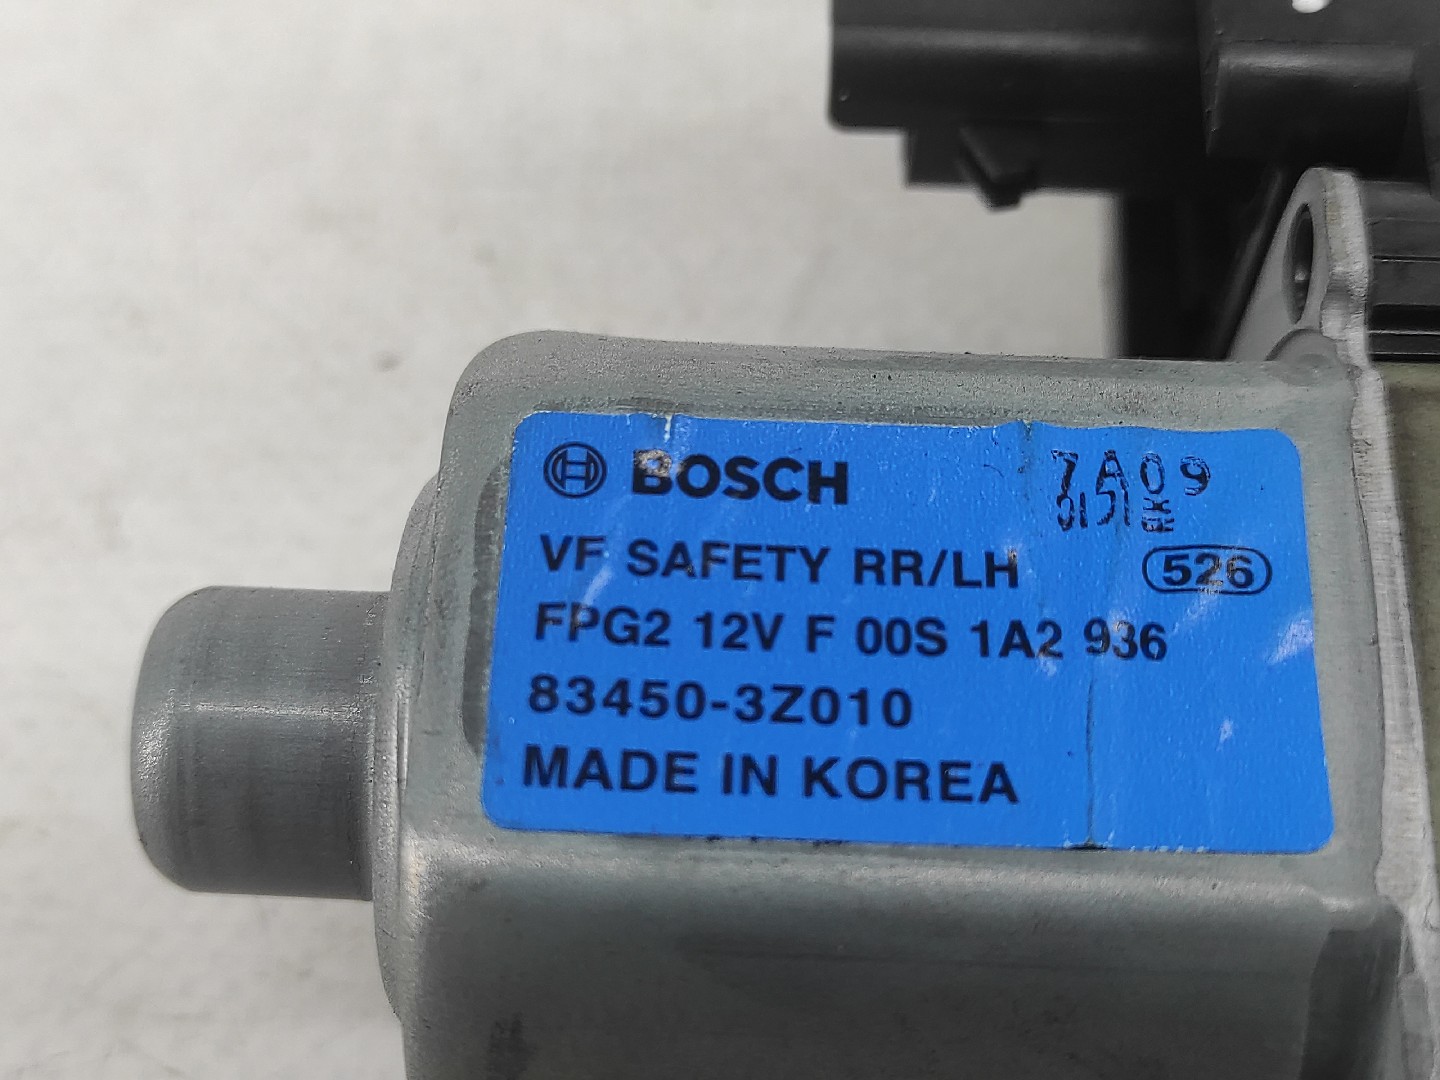 BOSCH
7A09
VF SAFETY RR/LH
526
FPG2 12V F 00S 1A2 936
83450-3Z010
MADE IN KOREA